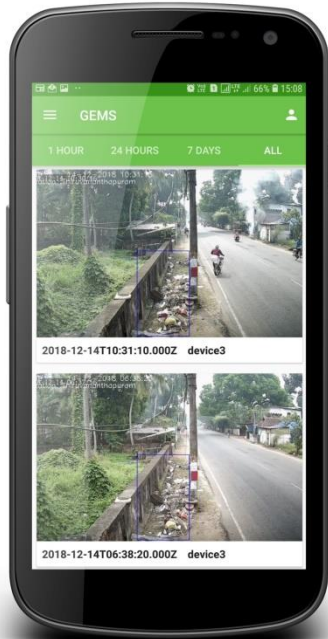 66% 15:08
GEMS
1 HOUR 24 HOURS 7 DAYS ALL
2018-12-14T10:31:10.000Z device3
2018-12-14T06:38:20.000Z device3